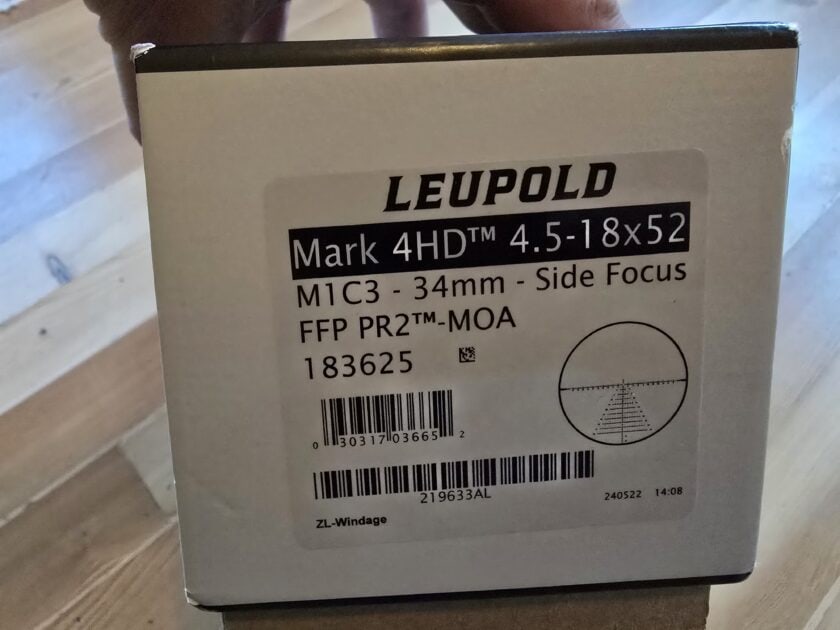 LEUPOLD
Mark 4HD™ 4.5-18x52
M1C3 - 34mm - Side Focus
FFP PR2™-MOA
183625
0 30317 03665 2
219633AL
240522 14:08
ZL-Windage